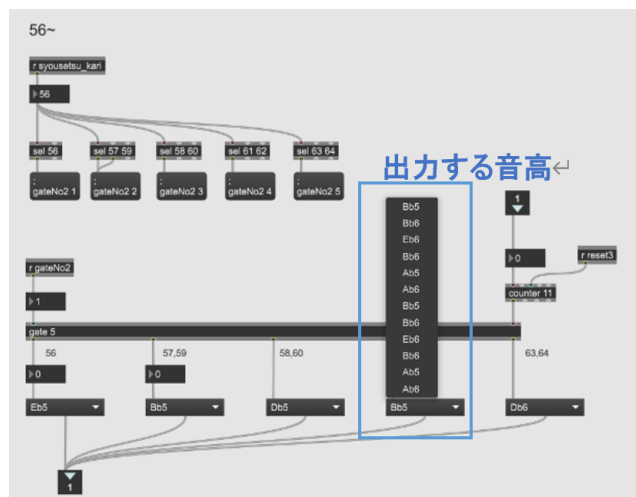 56~
r syousetsu_kari
56
sel 56
sel 57 59
sel 58 60
sel 61 62
sel 63 64
;
gateNo2 1
;
gateNo2 2
;
gateNo2 3
;
gateNo2 4
;
gateNo2 5
出力する音高↵
1
Bb5
Bb6
Eb6
Bb6
Ab5
Ab6
Bb5
Bb6
Eb6
Bb6
Ab5
Ab6
0
r reset3
counter 11
r gateNo2
1
gate 5
56
57,59
58,60
63,64
0
0
Eb5
Bb5
Db5
Bb5
Db6
1